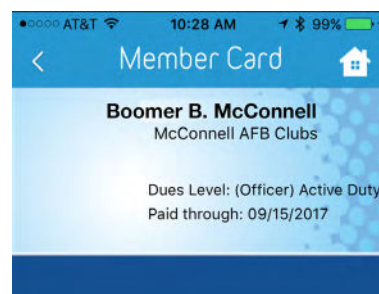 AT&T 10:28 AM 99%
Member Card
Boomer B. McConnell
McConnell AFB Clubs
Dues Level: (Officer) Active Duty
Paid through: 09/15/2017